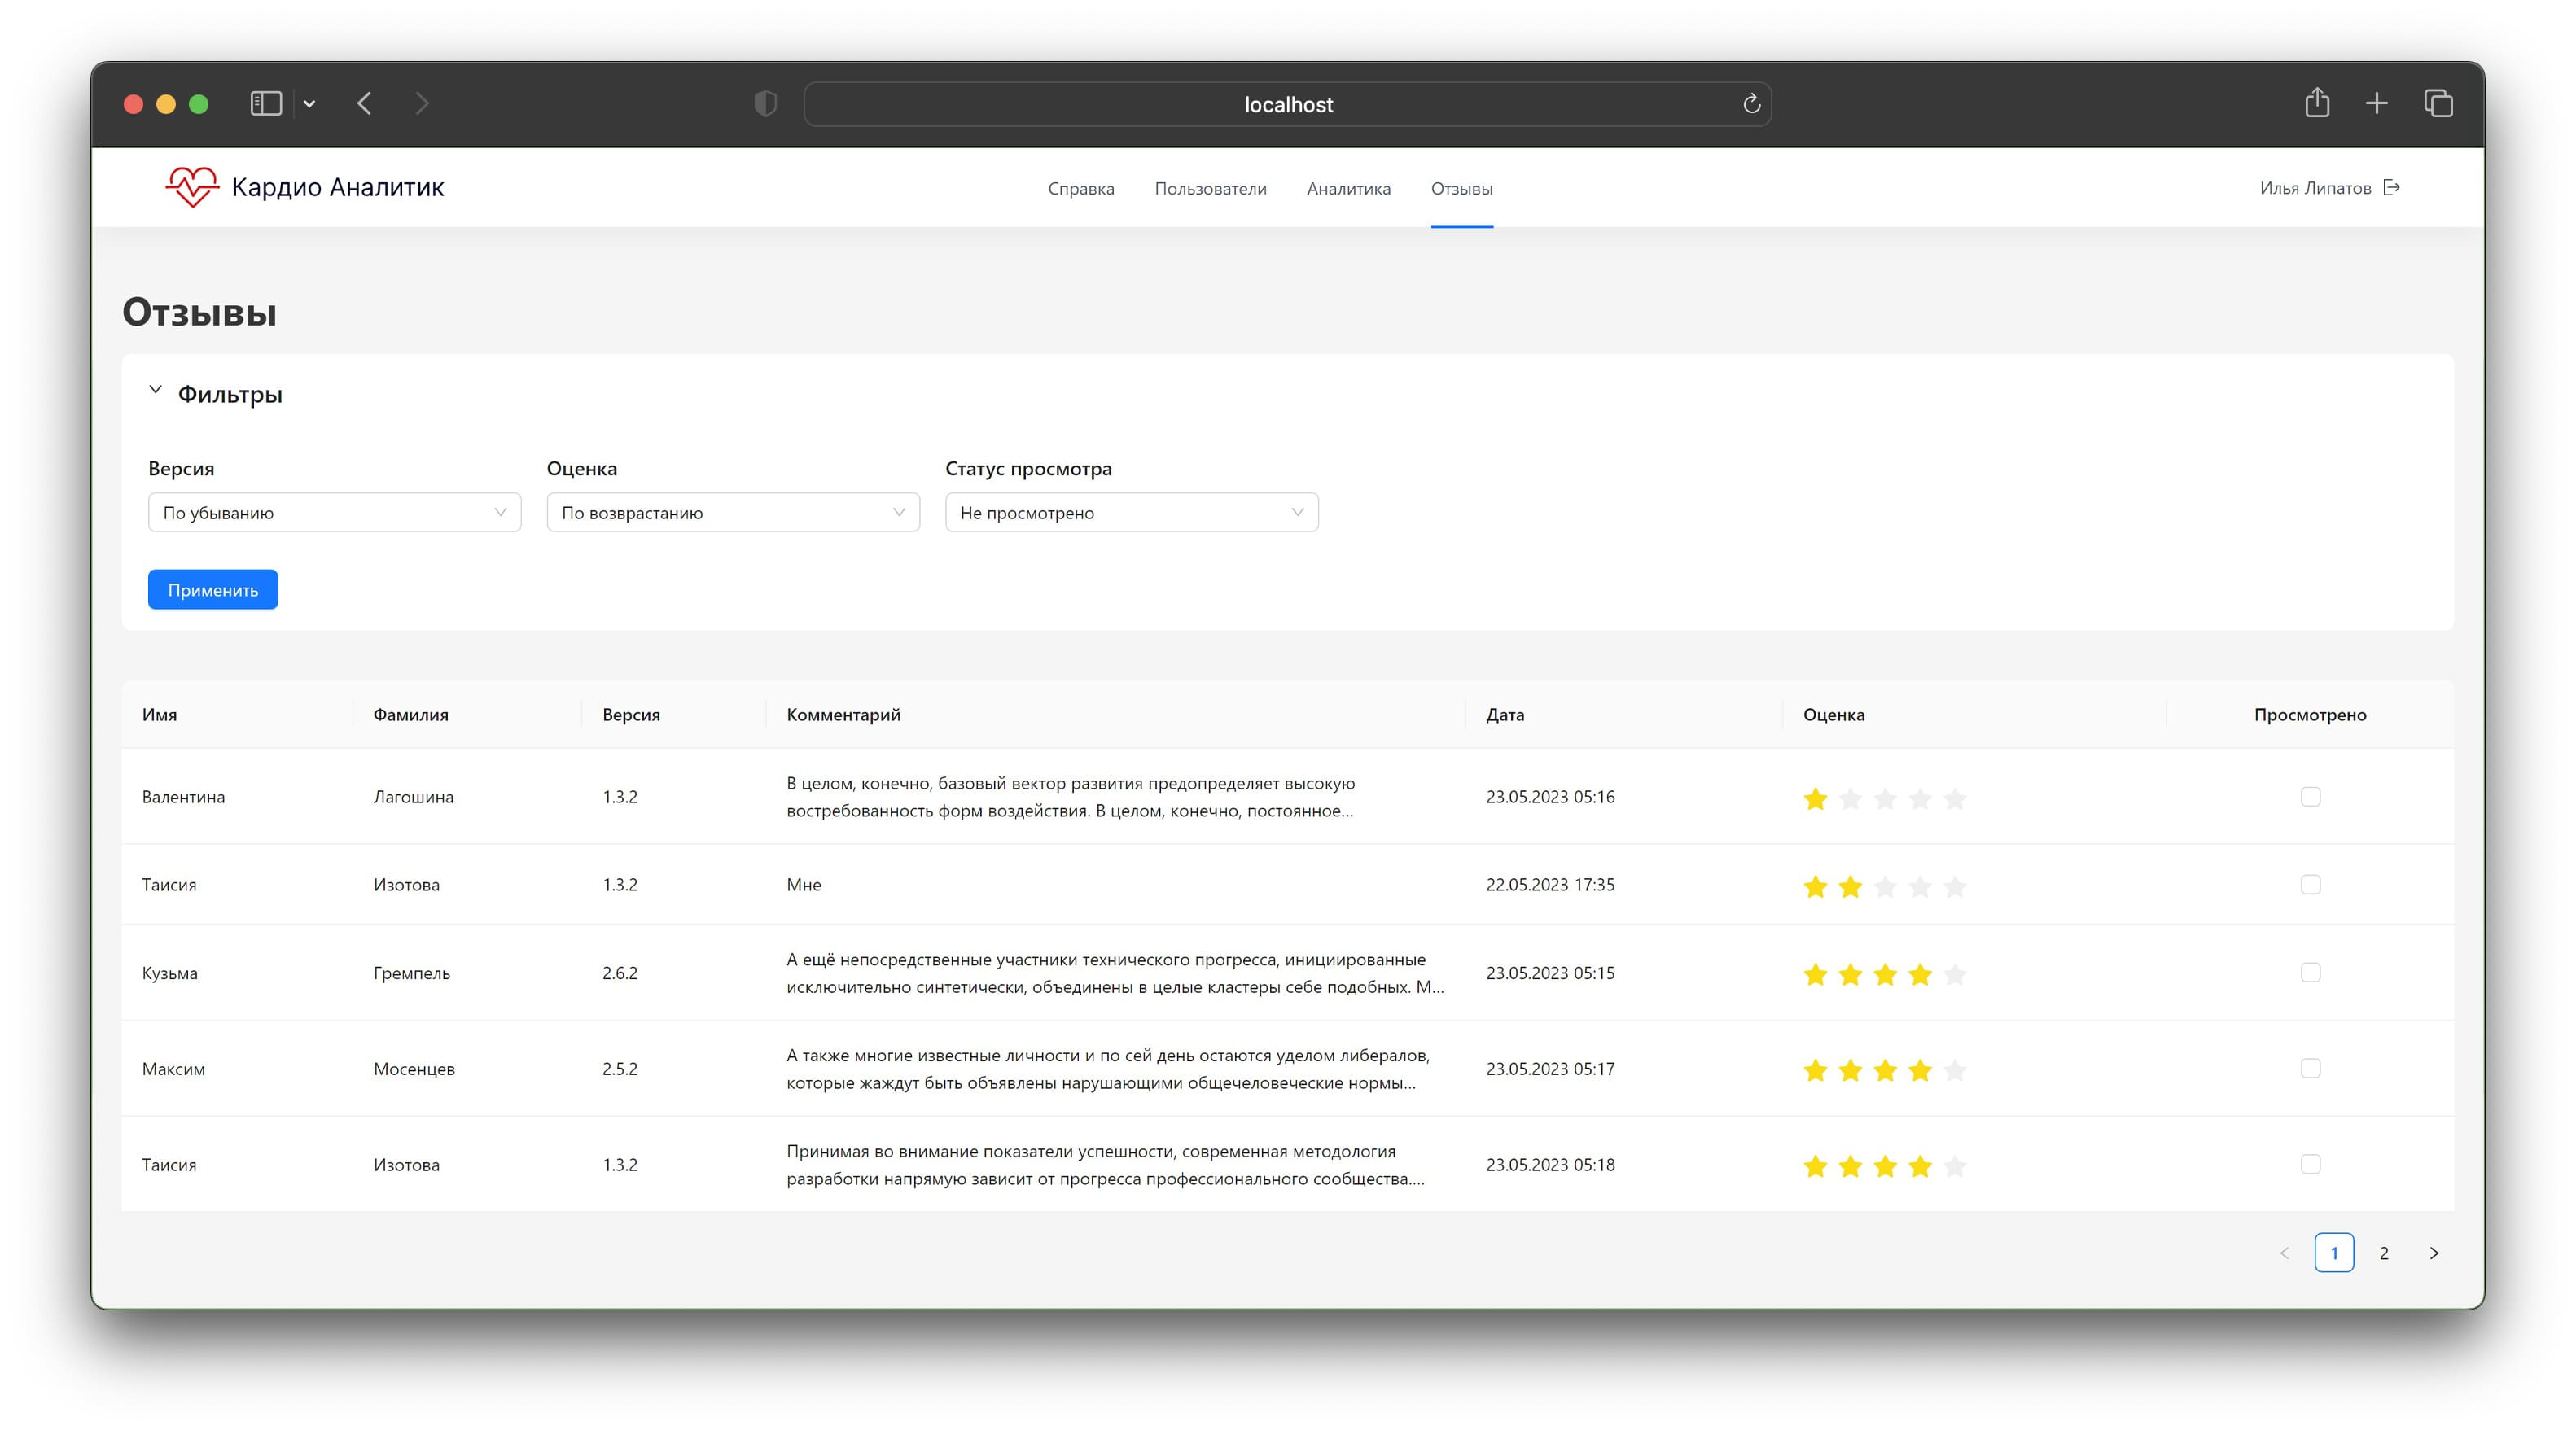 localhost
Кардио Аналитик
Справка Пользователи Аналитика Отзывы
Илья Липатов
Отзывы
Фильтры
Версия Оценка Статус просмотра
По убыванию По возврастанию Не просмотрено
Применить
Имя Фамилия Версия Комментарий Дата Оценка Просмотрено
Валентина Лагошина 1.3.2
В целом, конечно, базовый вектор развития предопределяет высокую
востребованность форм воздействия. В целом, конечно, постоянное...
23.05.2023 05:16
Таисия Изотова 1.3.2 Мне 22.05.2023 17:35
Кузьма Гремпель 2.6.2
А ещё непосредственные участники технического прогресса, инициированные
исключительно синтетически, объединены в целые кластеры себе подобных. М...
23.05.2023 05:15
Максим Мосенцев 2.5.2
А также многие известные личности и по сей день остаются уделом либералов,
которые жаждут быть объявлены нарушающими общечеловеческие нормы...
23.05.2023 05:17
Таисия Изотова 1.3.2
Принимая во внимание показатели успешности, современная методология
разработки напрямую зависит от прогресса профессионального сообщества....
23.05.2023 05:18
1 2